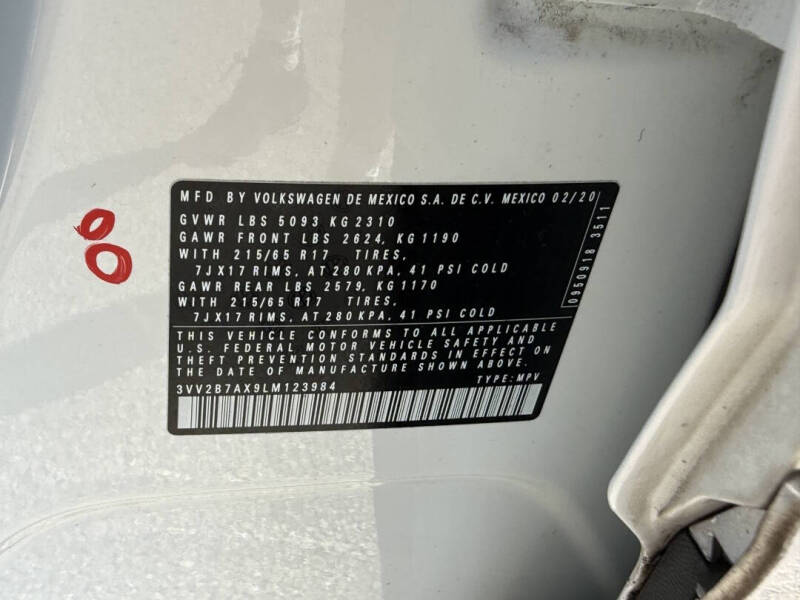 MFD BY VOLKSWAGEN DE MEXICO S.A. DE C.V. MEXICO 02/20
GVWR LBS 5093 KG 2310
GAWR FRONT LBS 2624, KG 1190
WITH 215/65 R17 TIRES,
7JX17 RIMS, AT 280 KPA, 41 PSI COLD
GAWR REAR LBS 2579, KG 1170
WITH 215/65 R17 TIRES,
7JX17 RIMS, AT 280 KPA, 41 PSI COLD
THIS VEHICLE CONFORMS TO ALL APPLICABLE
U.S. FEDERAL MOTOR VEHICLE SAFETY AND
THEFT PREVENTION STANDARDS IN EFFECT ON
THE DATE OF MANUFACTURE SHOWN ABOVE.
3VV2B7AX9LM123984 TYPE: MPV
0950918 3511